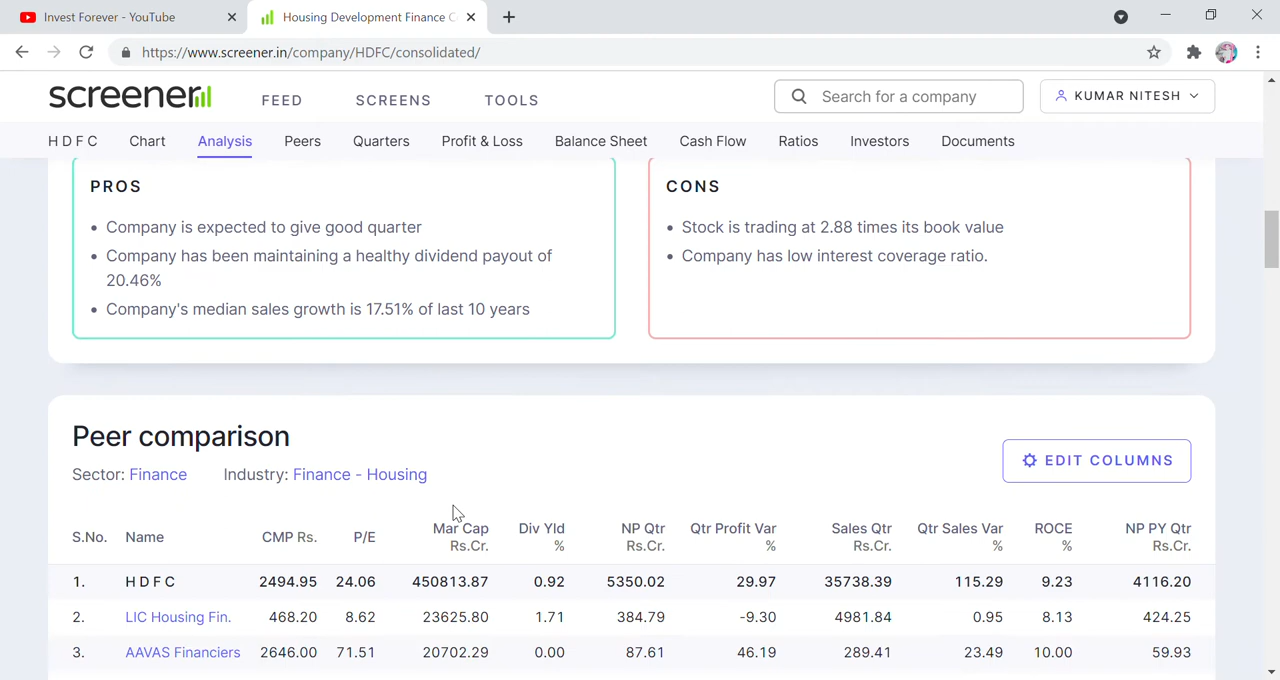 Invest Forever - YouTube
Housing Development Finance C
https://www.screener.in/company/HDFC/consolidated/
screener
FEED SCREENS TOOLS
Search for a company
KUMAR NITESH
H D F C Chart Analysis Peers Quarters Profit & Loss Balance Sheet Cash Flow Ratios Investors Documents
PROS
Company is expected to give good quarter
Company has been maintaining a healthy dividend payout of
20.46%
Company's median sales growth is 17.51% of last 10 years
CONS
Stock is trading at 2.88 times its book value
Company has low interest coverage ratio.
Peer comparison
Sector: Finance Industry: Finance - Housing
EDIT COLUMNS
S.No. Name CMP Rs. P/E Mar Cap Rs.Cr. Div Yld % NP Qtr Rs.Cr. Qtr Profit Var % Sales Qtr Rs.Cr. Qtr Sales Var % ROCE % NP PY Qtr Rs.Cr.
1. H D F C 2494.95 24.06 450813.87 0.92 5350.02 29.97 35738.39 115.29 9.23 4116.20
2. LIC Housing Fin. 468.20 8.62 23625.80 1.71 384.79 -9.30 4981.84 0.95 8.13 424.25
3. AAVAS Financiers 2646.00 71.51 20702.29 0.00 87.61 46.19 289.41 23.49 10.00 59.93